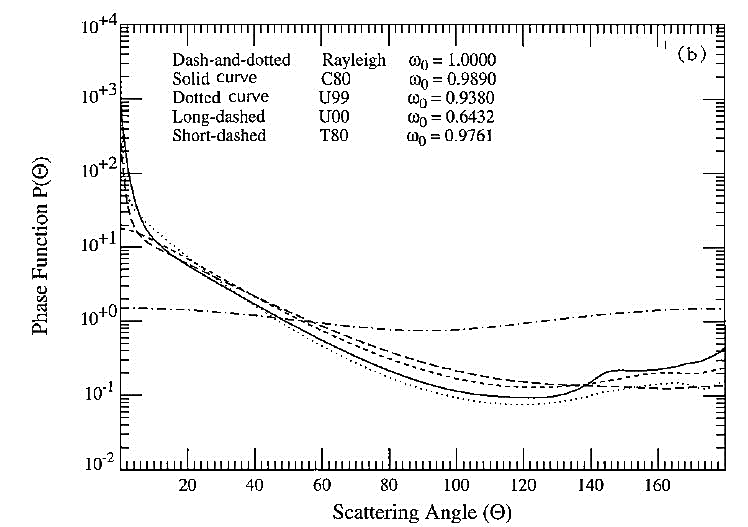 10+4
(b)
Dash-and-dotted Rayleigh ω0 = 1.0000
Solid curve C80 ω0 = 0.9890
10+3
Dotted curve U99 ω0 = 0.9380
Long-dashed U00 ω0 = 0.6432
Short-dashed T80 ω0 = 0.9761
10+2
Phase Function P(Θ)
10+1
10+0
10-1
10-2
20 40 60 80 100 120 140 160
Scattering Angle (Θ)